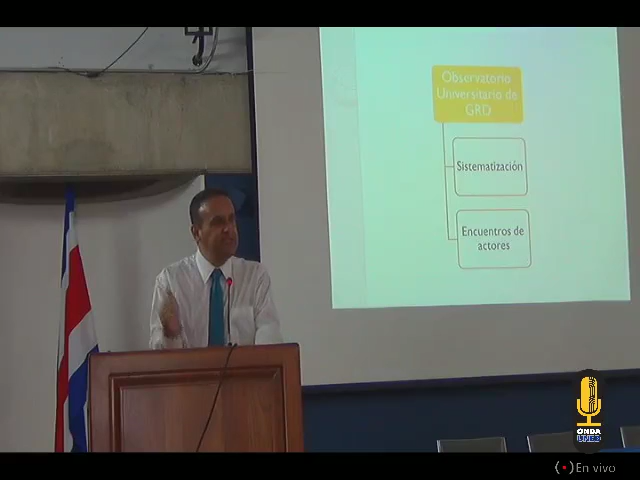 Observatorio
Universitario de
GRD
Sistematización
Encuentros de
actores
ONDA
UNED
En vivo